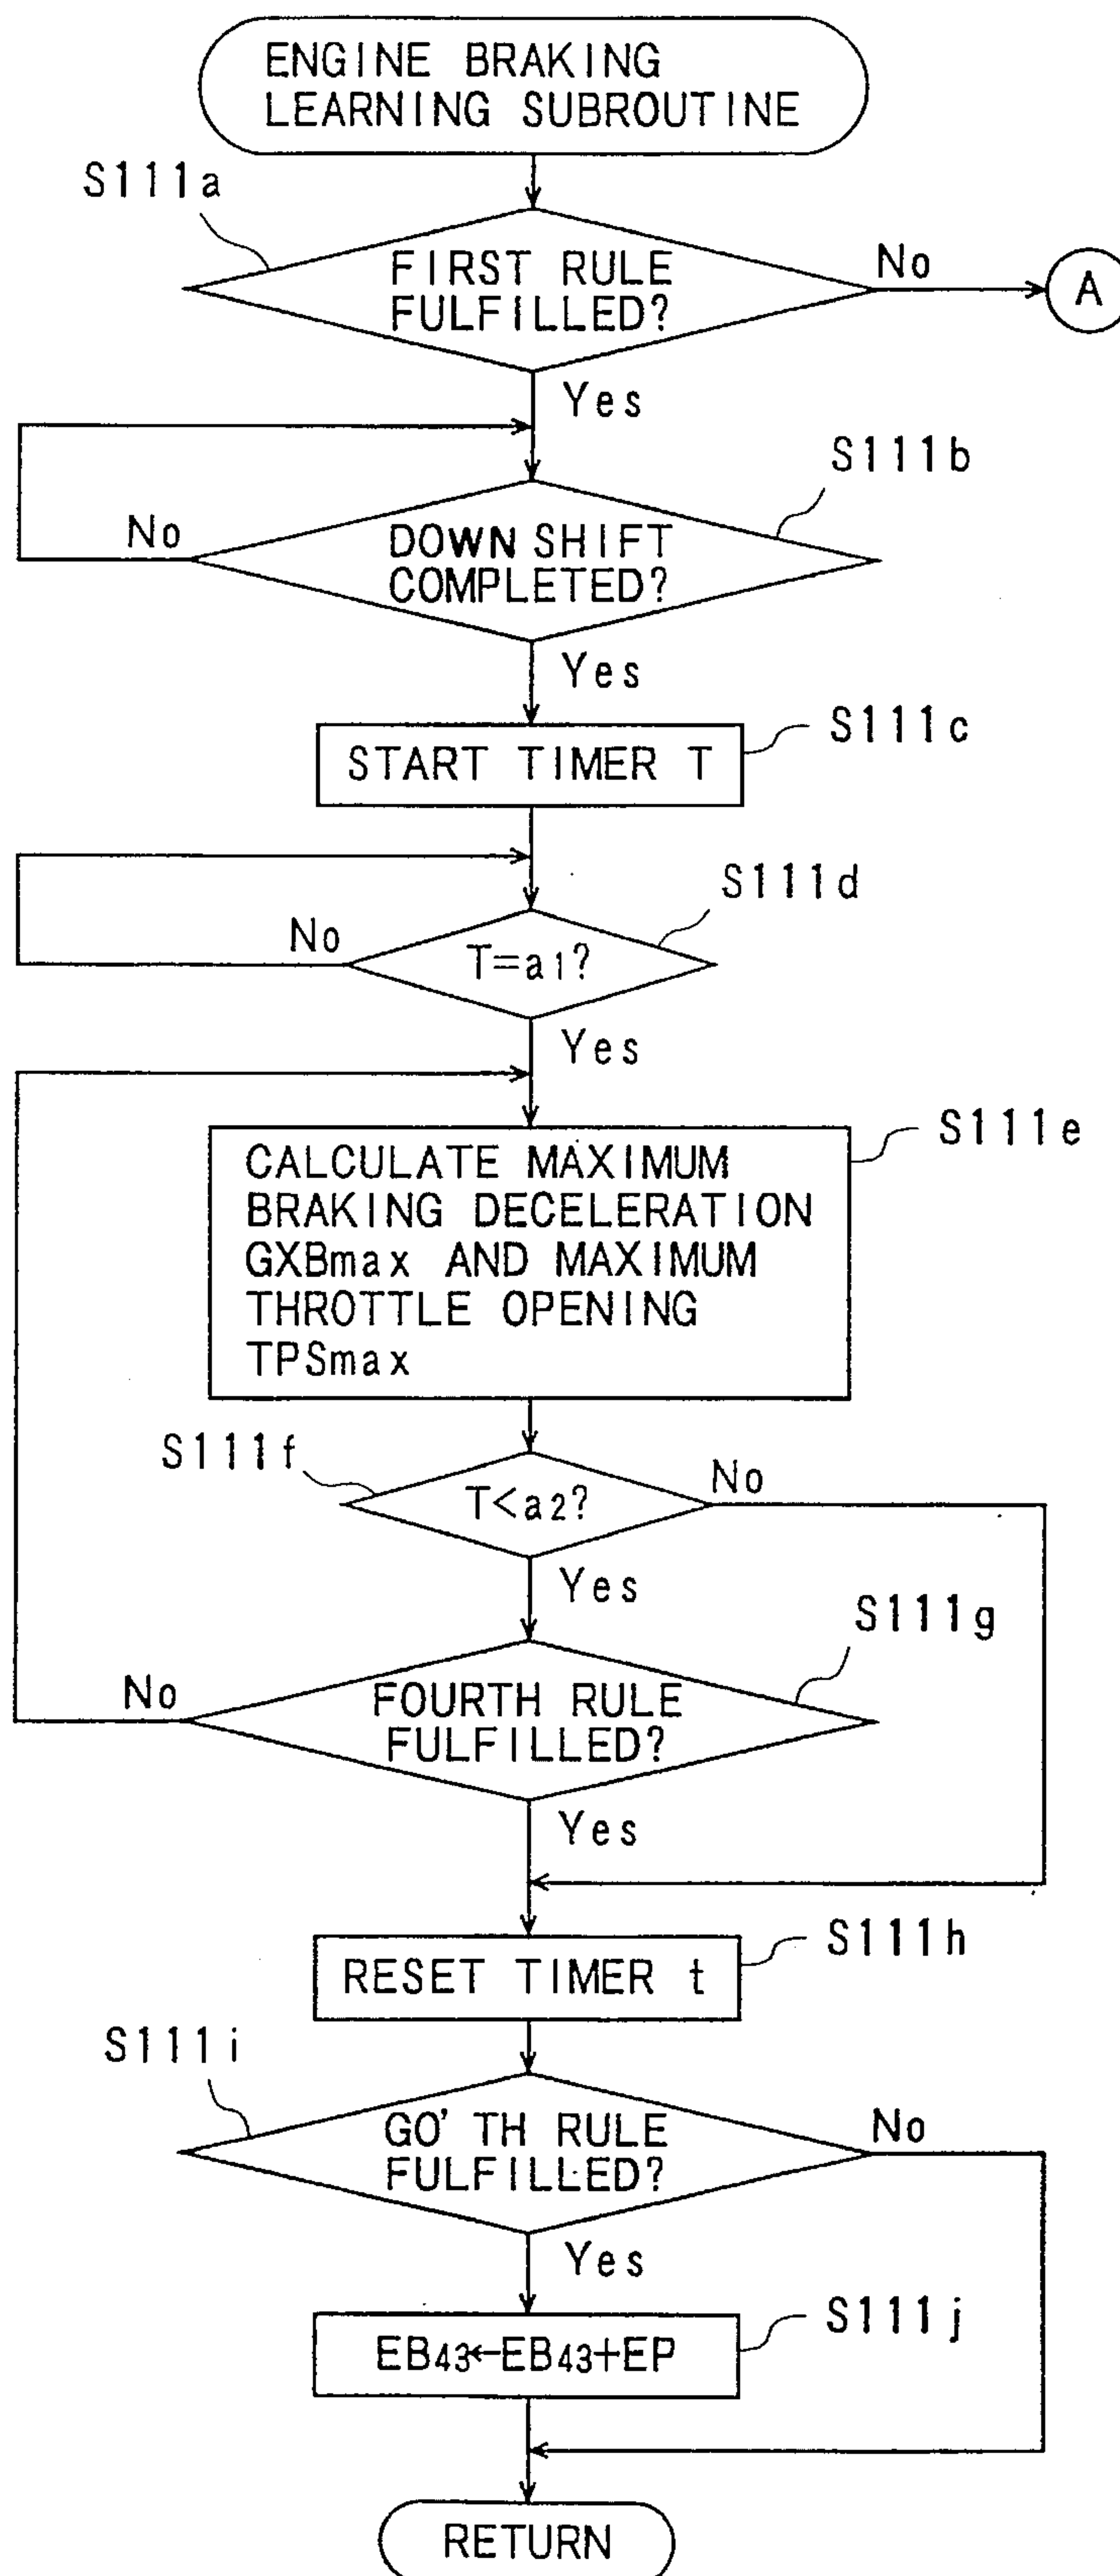 ENGINE BRAKING
LEARNING SUBROUTINE
S111a
FIRST RULE
FULFILLED?
No
A
Yes
S111b
No
DOWN SHIFT
COMPLETED?
Yes
S111c
START TIMER T
S111d
No
T=a1?
Yes
S111e
CALCULATE MAXIMUM
BRAKING DECELERATION
GXBmax AND MAXIMUM
THROTTLE OPENING
TPSmax
S111f
No
T<a2?
Yes
S111g
No
FOURTH RULE
FULFILLED?
Yes
S111h
RESET TIMER t
S111i
GO' TH RULE
FULFILLED?
No
Yes
S111j
EB43←EB43+EP
RETURN